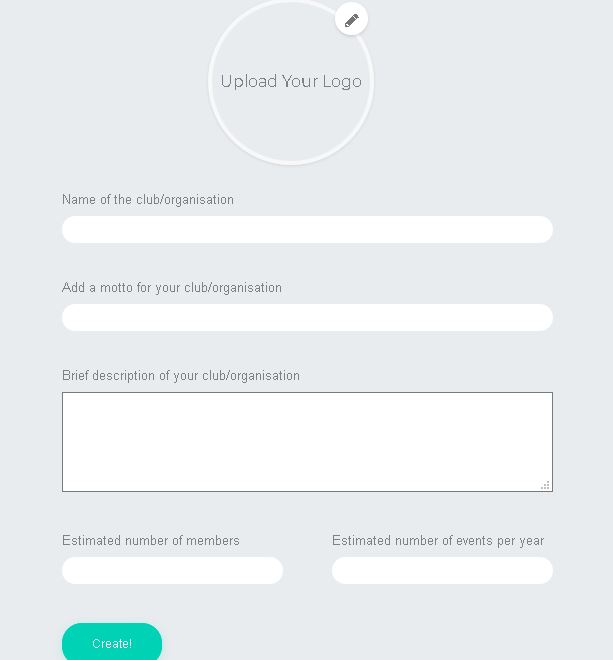 Upload Your Logo
Name of the club/organisation
Add a motto for your club/organisation
Brief description of your club/organisation
Estimated number of members
Estimated number of events per year
Create!